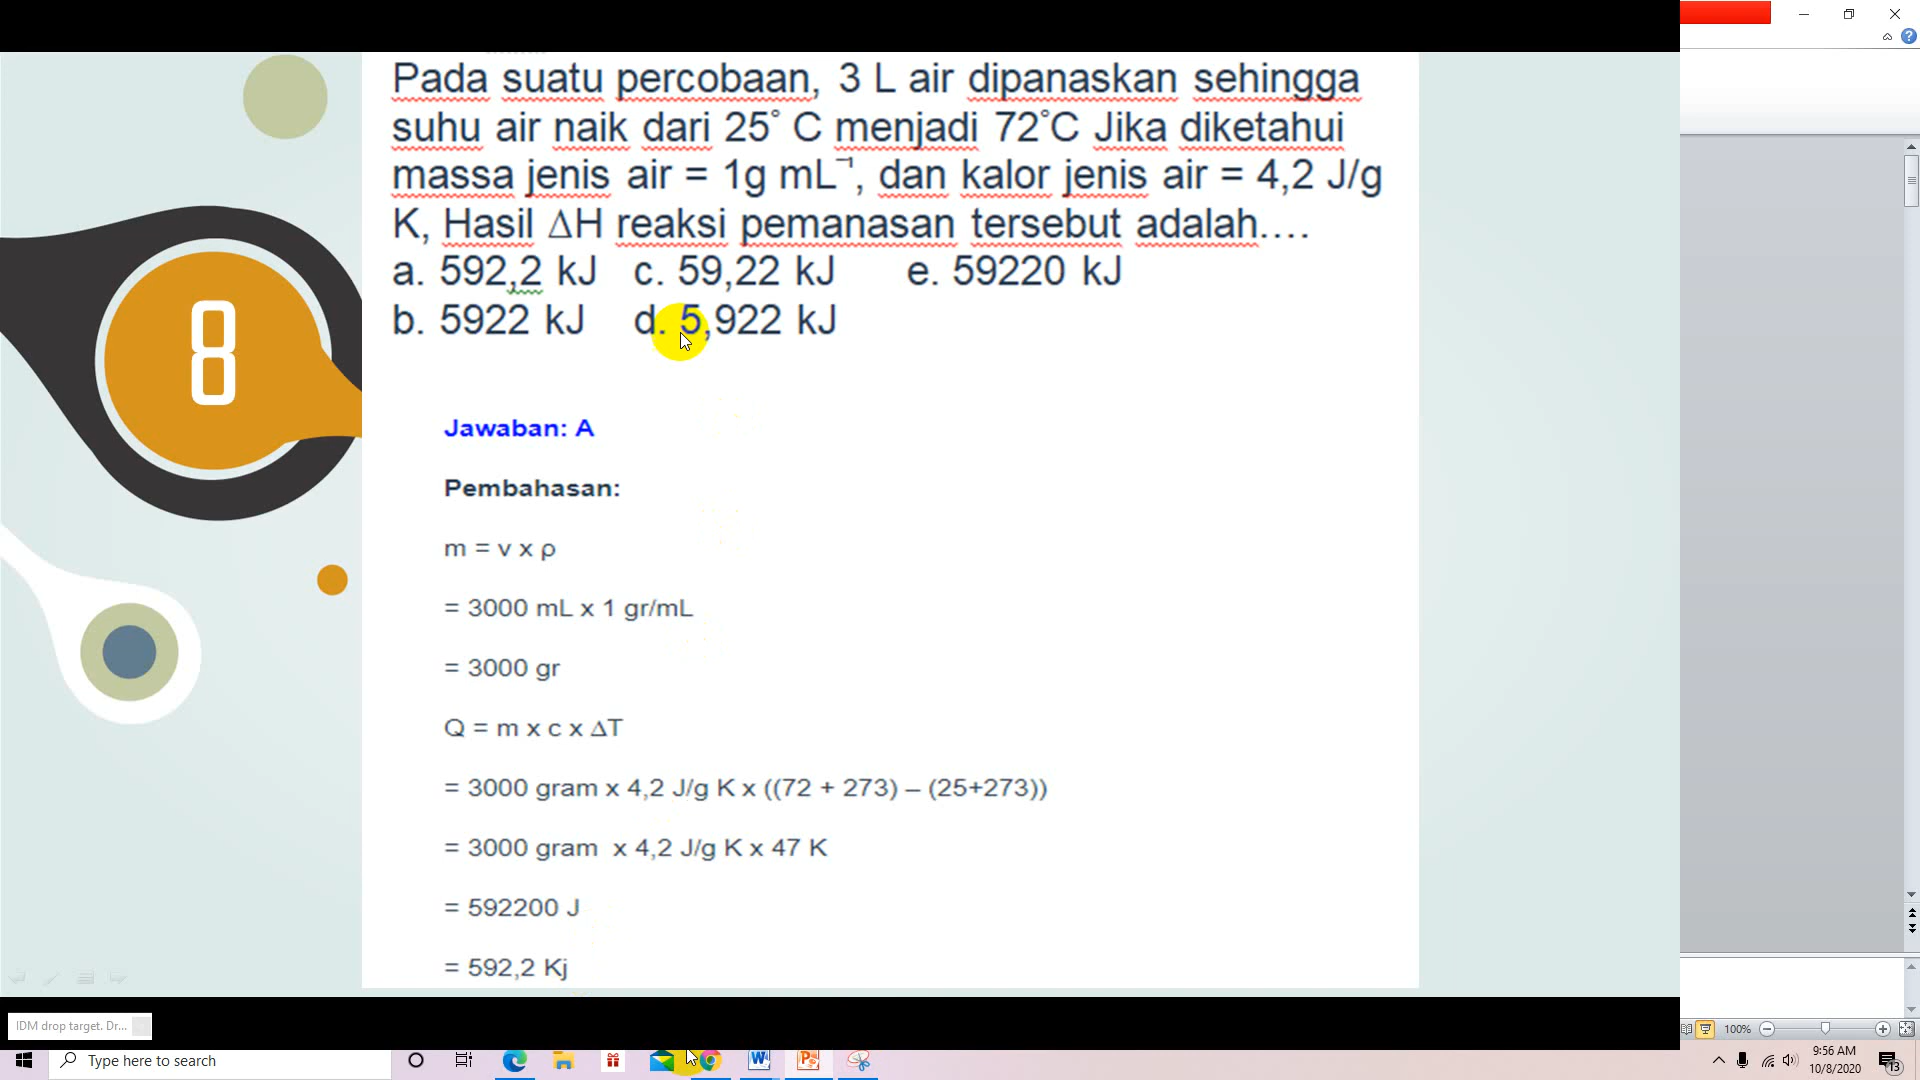 Pada suatu percobaan, 3 L air dipanaskan sehingga
suhu air naik dari 25° C menjadi 72°C Jika diketahui
massa jenis air = 1g mL⁻¹, dan kalor jenis air = 4,2 J/g
K, Hasil ΔH reaksi pemanasan tersebut adalah....
a. 592,2 kJ c. 59,22 kJ e. 59220 kJ
b. 5922 kJ d. 5,922 kJ
8
Jawaban: A
Pembahasan:
m = v x ρ
= 3000 mL x 1 gr/mL
= 3000 gr
Q = m x c x ΔT
= 3000 gram x 4,2 J/g K x ((72 + 273) – (25+273))
= 3000 gram x 4,2 J/g K x 47 K
= 592200 J
= 592,2 Kj
IDM drop target. Dr...
100%
Type here to search
9:56 AM
10/8/2020
13